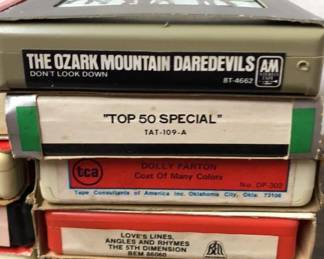 THE OZARK MOUNTAIN DAREDEVILS
DON'T LOOK DOWN
A&M
8T-4662
"TOP 50 SPECIAL"
TAT-109-A
tca
DOLLY PARTON
Coat Of Many Colors
No. DP-302
Tape Consultants of America Inc. Oklahoma City, Okla. 73106
LOVE'S LINES,
ANGLES AND RHYMES
THE 5TH DIMENSION
BEM 86060